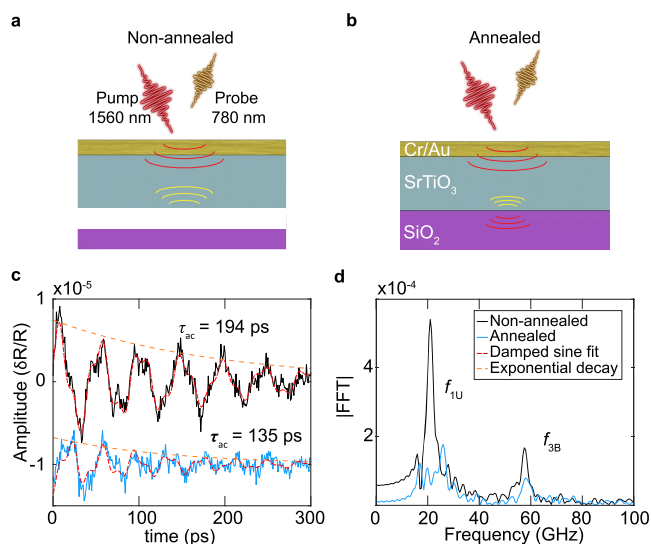 a
Non-annealed
Pump
1560 nm
Probe
780 nm
b
Annealed
Cr/Au
SrTiO₃
SiO₂
c
x10⁻⁵
1
0
-1
Amplitude (δR/R)
τac = 194 ps
τac = 135 ps
0
100
200
300
time (ps)
d
x10⁻⁴
4
2
|FFT|
Non-annealed
Annealed
Damped sine fit
Exponential decay
f1U
f3B
0
20
40
60
80
100
Frequency (GHz)